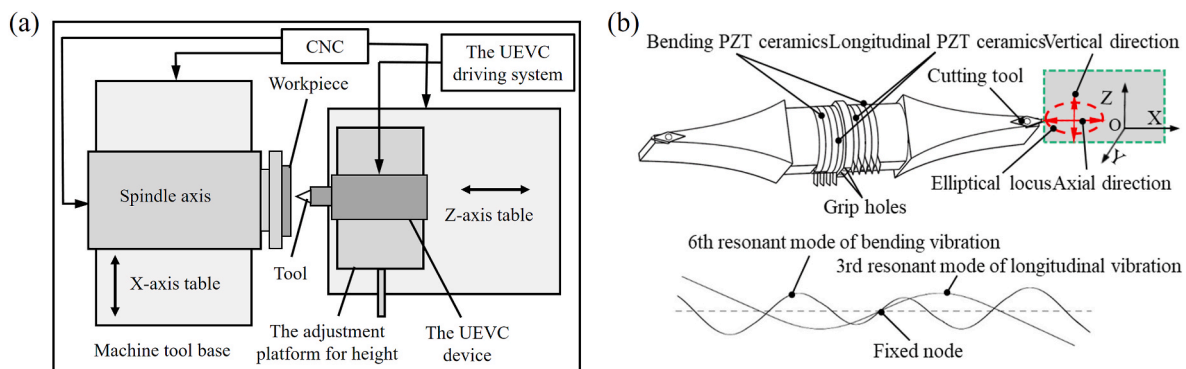 (a)
CNC
The UEVC
driving system
Workpiece
Spindle axis
Z-axis table
Tool
X-axis table
The adjustment
platform for height
The UEVC
device
Machine tool base
(b)
Bending PZT ceramics
Longitudinal PZT ceramics
Vertical direction
Cutting tool
Z
O
X
Y
Elliptical locus
Axial direction
Grip holes
6th resonant mode of bending vibration
3rd resonant mode of longitudinal vibration
Fixed node